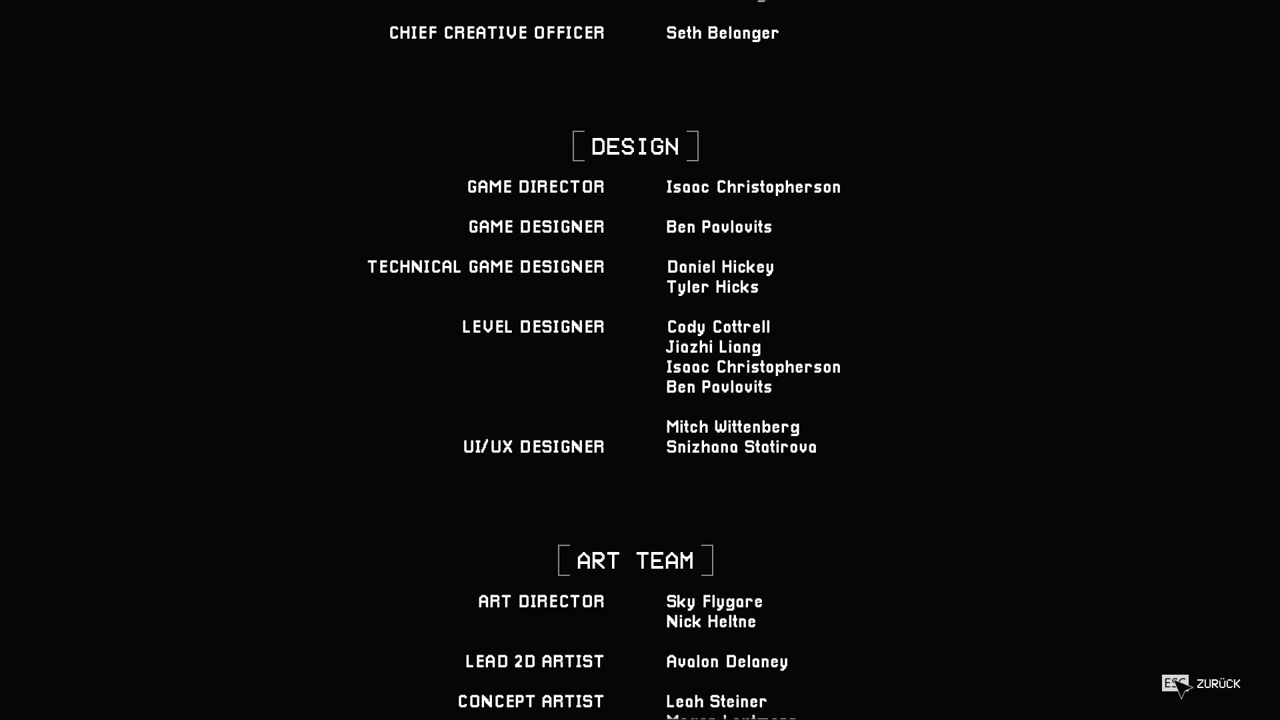 CHIEF CREATIVE OFFICER Seth Belanger
DESIGN
GAME DIRECTOR Isaac Christopherson
GAME DESIGNER Ben Pavlovits
TECHNICAL GAME DESIGNER Daniel Hickey
Tyler Hicks
LEVEL DESIGNER Cody Cottrell
Jiazhi Liang
Isaac Christopherson
Ben Pavlovits
Mitch Wittenberg
UI/UX DESIGNER Snizhana Statirova
ART TEAM
ART DIRECTOR Sky Flygare
Nick Heltne
LEAD 2D ARTIST Avalon Delaney
CONCEPT ARTIST Leah Steiner
ESC ZURÜCK